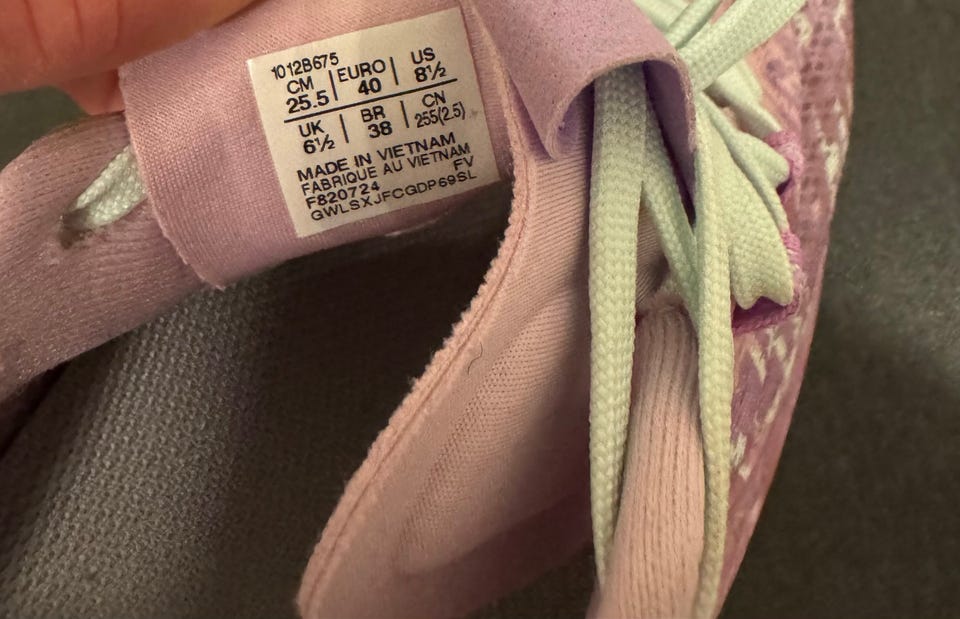 1012B675
CM 25.5 | EURO 40 | US 8½
UK 6½ | BR 38 | CN 255(2.5)
MADE IN VIETNAM
FABRIQUE AU VIETNAM
F820724 FV
GWLSXJFCGDP69SL